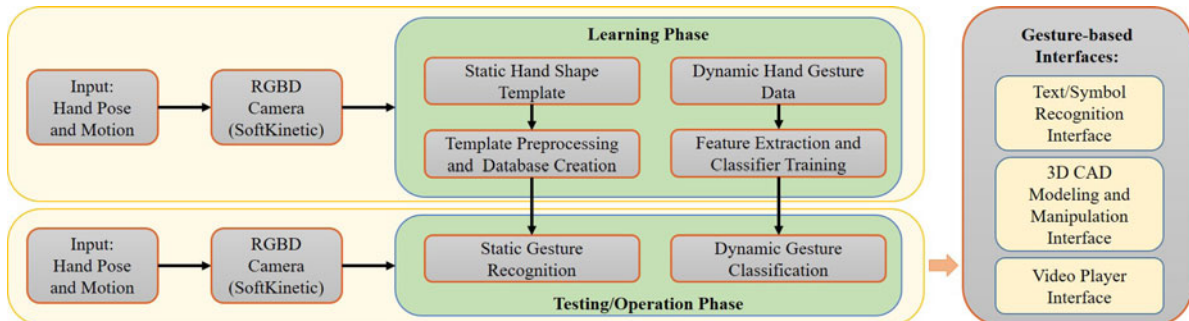 Learning Phase
Input:
Hand Pose
and Motion
RGBD
Camera
(SoftKinetic)
Static Hand Shape
Template
Dynamic Hand Gesture
Data
Template Preprocessing
and Database Creation
Feature Extraction and
Classifier Training
Input:
Hand Pose
and Motion
RGBD
Camera
(SoftKinetic)
Static Gesture
Recognition
Dynamic Gesture
Classification
Testing/Operation Phase
Gesture-based
Interfaces:
Text/Symbol
Recognition
Interface
3D CAD
Modeling and
Manipulation
Interface
Video Player
Interface